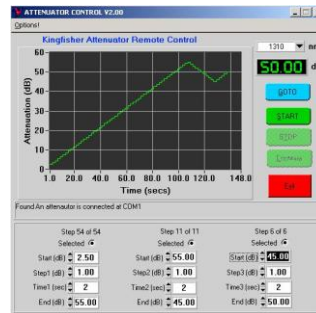 ATTENUATOR CONTROL V2.00
Options!
Kingfisher Attenuator Remote Control
1310
50.00
Attenuation (dB)
60
50
40
30
20
10
0
1.0 20.0 40.0 60.0 80.0 100.0 120.0 148.0
Time (secs)
GOTO
START
STOP
Exit
Found An attenuator is connected at COM1
Step 54 of 54 Step 11 of 11 Step 6 of 6
Selected Selected Selected
Start (dB) 2.50 Start (dB) 55.00 Start (dB) 45.00
Step1 (dB) 1.00 Step2 (dB) 1.00 Step3 (dB) 1.00
Time1 (sec) 2 Time2 (sec) 2 Time3 (sec) 2
End (dB) 55.00 End (dB) 45.00 End (dB) 50.00